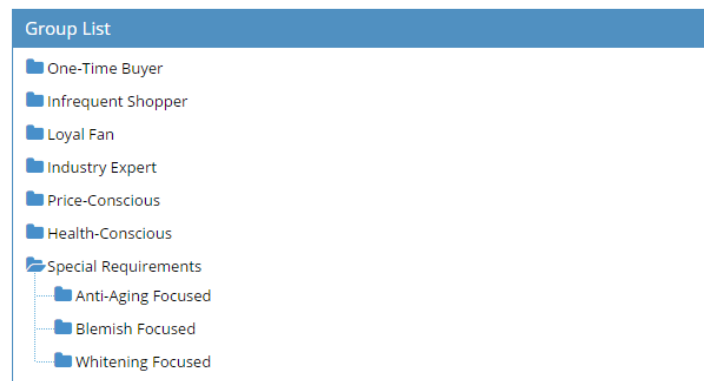 Group List
One-Time Buyer
Infrequent Shopper
Loyal Fan
Industry Expert
Price-Conscious
Health-Conscious
Special Requirements
Anti-Aging Focused
Blemish Focused
Whitening Focused